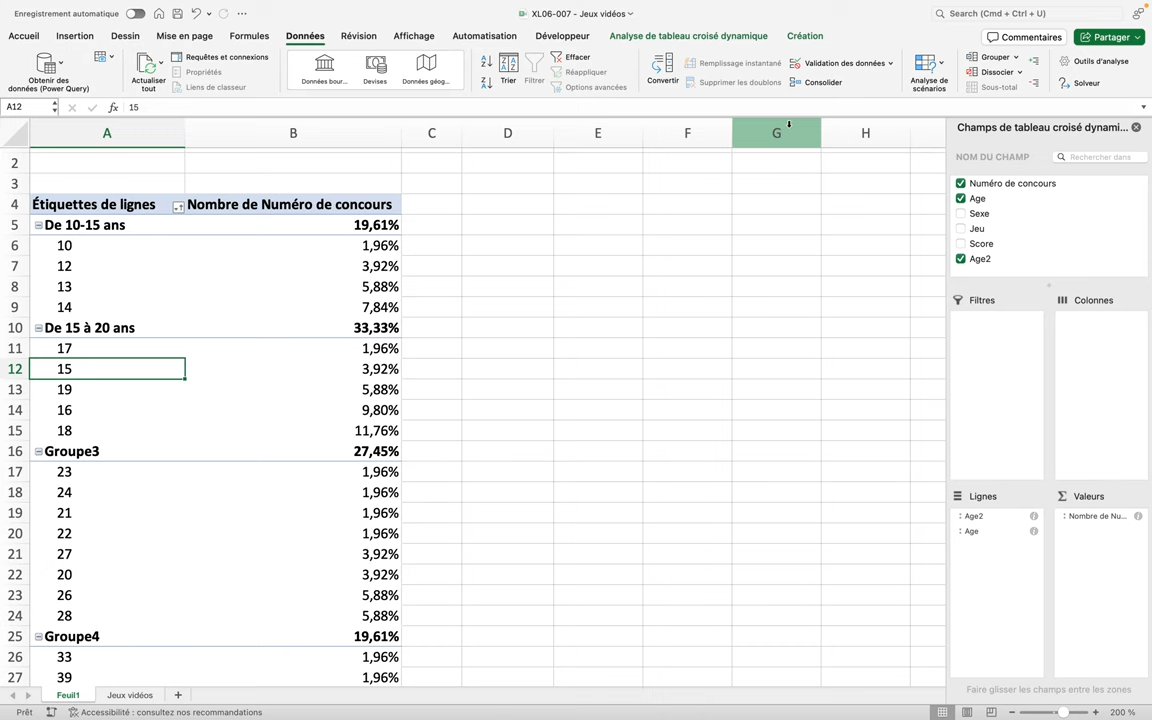 Enregistrement automatique
XL06-007 - Jeux vidéos
Search (Cmd + Ctrl + U)
Accueil Insertion Dessin Mise en page Formules Données Révision Affichage Automatisation Développeur Analyse de tableau croisé dynamique Création
Commentaires
Partager
Obtenir des
données (Power Query)
Actualiser
tout
Requêtes et connexions
Propriétés
Liens de classeur
Données bour...
Devises
Données géog...
Trier
Filtrer
Effacer
Réappliquer
Options avancées
Convertir
Remplissage instantané
Supprimer les doublons
Validation des données
Consolider
Analyse de
scénarios
Grouper
Dissocier
Sous-total
Outils d'analyse
Solveur
A12
fx 15
A B C D E F G H
2
3
4 Étiquettes de lignes Nombre de Numéro de concours
5 De 10-15 ans 19,61%
6 10 1,96%
7 12 3,92%
8 13 5,88%
9 14 7,84%
10 De 15 à 20 ans 33,33%
11 17 1,96%
12 15 3,92%
13 19 5,88%
14 16 9,80%
15 18 11,76%
16 Groupe3 27,45%
17 23 1,96%
18 24 1,96%
19 21 1,96%
20 22 1,96%
21 27 3,92%
22 20 3,92%
23 26 5,88%
24 28 5,88%
25 Groupe4 19,61%
26 33 1,96%
27 39 1,96%
Champs de tableau croisé dynami...
NOM DU CHAMP
Rechercher dans
Numéro de concours
Age
Sexe
Jeu
Score
Age2
Filtres
Colonnes
Lignes
Valeurs
Age2
Age
Nombre de Nu...
Faire glisser les champs entre les zones
Feuil1 Jeux vidéos +
Prêt
Accessibilité : consultez nos recommandations
200 %